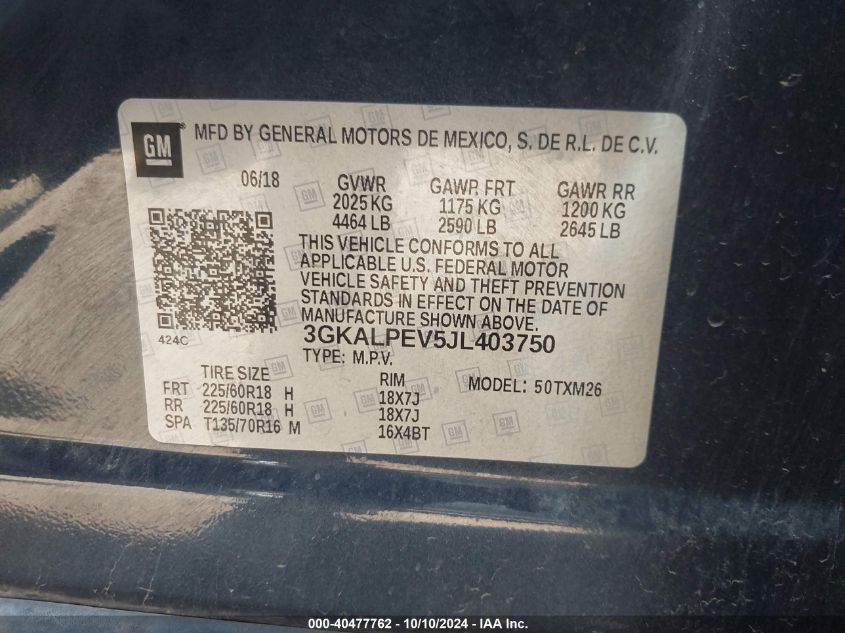 GM
MFD BY GENERAL MOTORS DE MEXICO, S. DE R.L. DE C.V.
06/18 GVWR GAWR FRT GAWR RR
2025 KG 1175 KG 1200 KG
4464 LB 2590 LB 2645 LB
THIS VEHICLE CONFORMS TO ALL
APPLICABLE U.S. FEDERAL MOTOR
VEHICLE SAFETY AND THEFT PREVENTION
STANDARDS IN EFFECT ON THE DATE OF
MANUFACTURE SHOWN ABOVE.
424C
3GKALPEV5JL403750
TYPE: M.P.V.
TIRE SIZE RIM MODEL: 50TXM26
FRT 225/60R18 H 18X7J
RR 225/60R18 H 18X7J
SPA T135/70R16 M 16X4BT
000-40477762 - 10/10/2024 - IAA Inc.